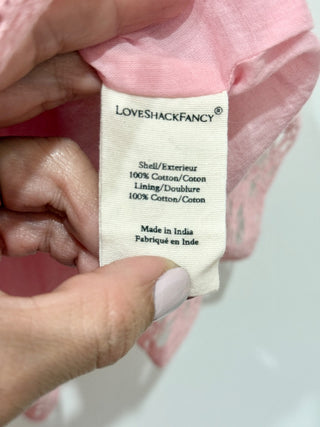 LoveShackFancy®
Shell/Exterieur
100% Cotton/Coton
Lining/Doublure
100% Cotton/Coton
Made in India
Fabriqué en Inde